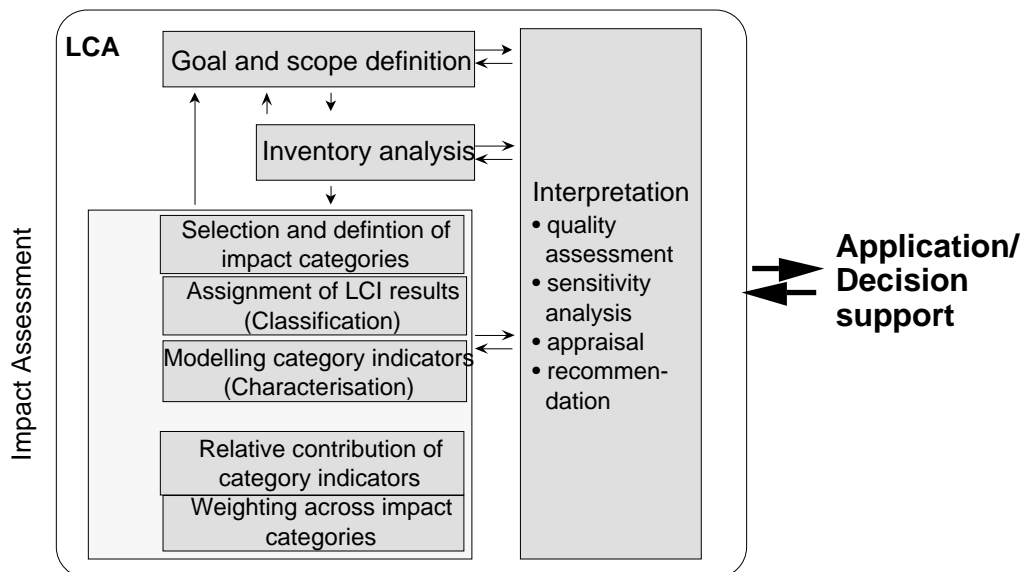 LCA
Goal and scope definition
Inventory analysis
Impact Assessment
Selection and defintion of
impact categories
Assignment of LCI results
(Classification)
Modelling category indicators
(Characterisation)
Relative contribution of
category indicators
Weighting across impact
categories
Interpretation
• quality
assessment
• sensitivity
analysis
• appraisal
• recommen-
dation
Application/
Decision
support